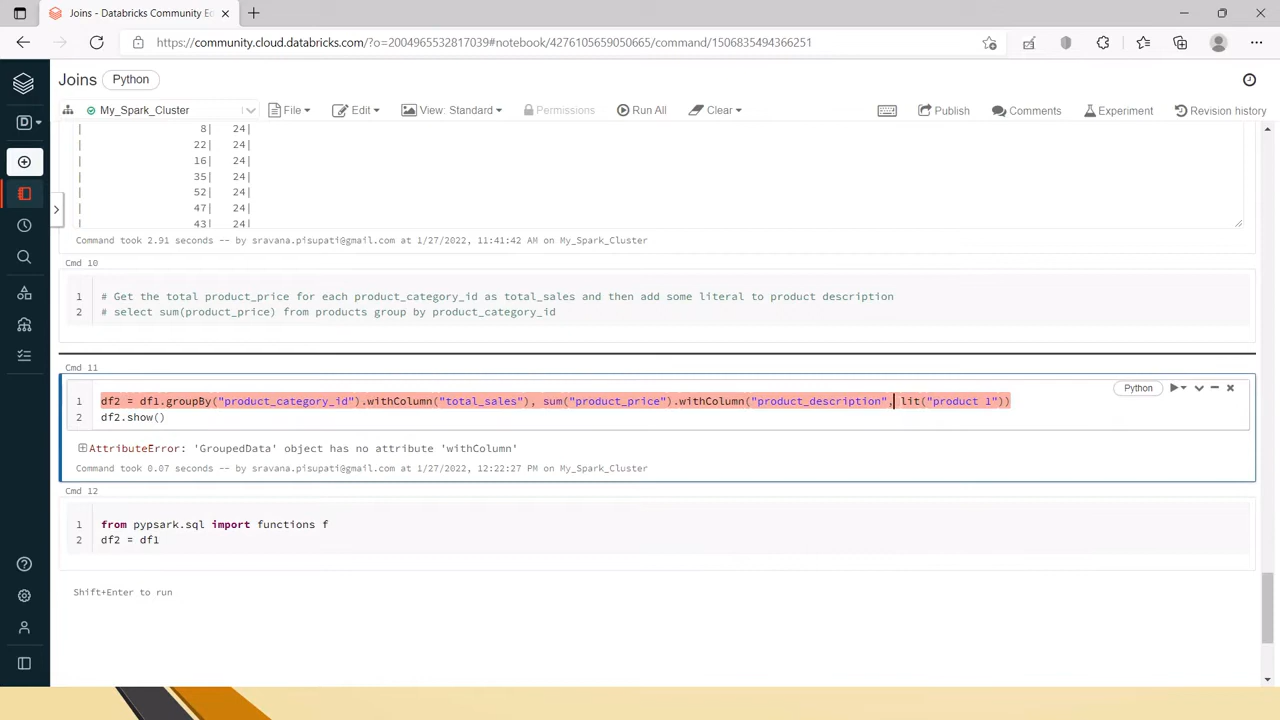 Joins - Databricks Community Ed
https://community.cloud.databricks.com/?o=2004965532817039#notebook/4276105659050665/command/1506835494366251
Joins Python
My_Spark_Cluster File Edit View: Standard Permissions Run All Clear Publish Comments Experiment Revision history
| 8| 24|
| 22| 24|
| 16| 24|
| 35| 24|
| 52| 24|
| 47| 24|
| 43| 24|
Command took 2.91 seconds -- by sravana.pisupati@gmail.com at 1/27/2022, 11:41:42 AM on My_Spark_Cluster
Cmd 10
1 # Get the total product_price for each product_category_id as total_sales and then add some literal to product description
2 # select sum(product_price) from products group by product_category_id
Cmd 11
Python
1 df2 = df1.groupBy("product_category_id").withColumn("total_sales"), sum("product_price").withColumn("product_description", lit("product 1"))
2 df2.show()
AttributeError: 'GroupedData' object has no attribute 'withColumn'
Command took 0.07 seconds -- by sravana.pisupati@gmail.com at 1/27/2022, 12:22:27 PM on My_Spark_Cluster
Cmd 12
1 from pypsark.sql import functions f
2 df2 = df1
Shift+Enter to run